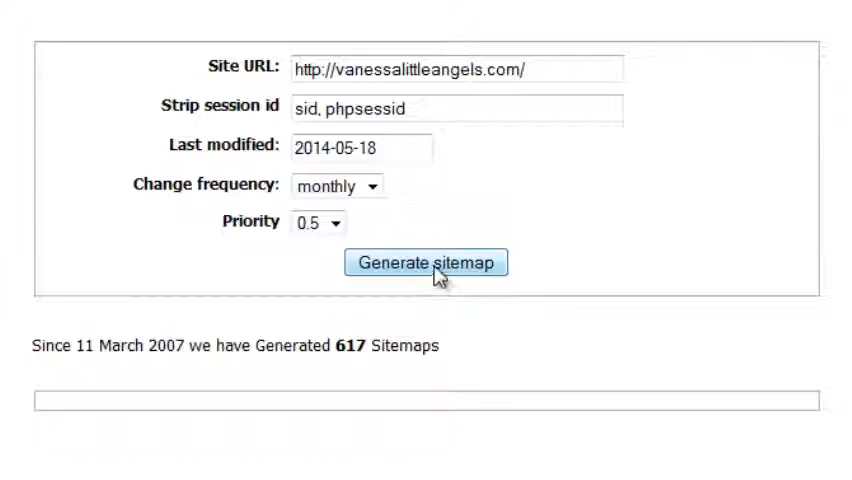 Site URL: http://vanessalittleangels.com/
Strip session id sid, phpsessid
Last modified: 2014-05-18
Change frequency: monthly
Priority 0.5
Generate sitemap
Since 11 March 2007 we have Generated 617 Sitemaps